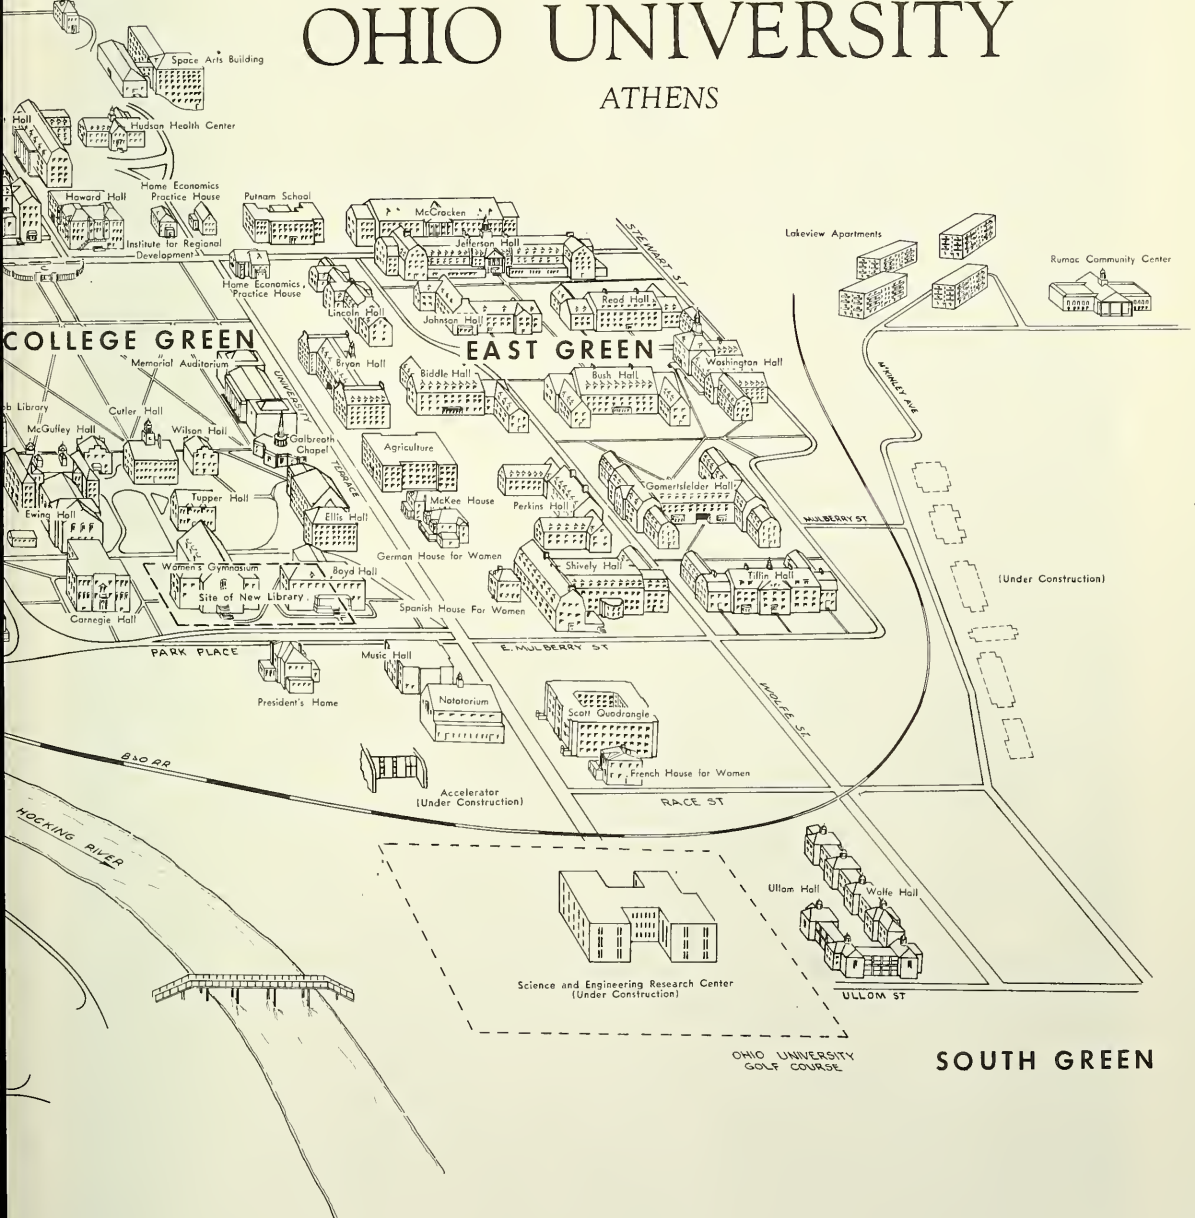 OHIO UNIVERSITY
ATHENS
Space Arts Building
Hall
Hudson Health Center
Howard Hall
Home Economics
Practice House
Putnam School
McCracken
Institute for Regional
Development
Jefferson Hall
STEWART ST
Lakeview Apartments
Rumac Community Center
Home Economics
Practice House
Lincoln Hall
Johnson Hall
Read Hall
COLLEGE GREEN
EAST GREEN
Memorial Auditorium
UNIVERSITY
TERRACE
Bryan Hall
Biddle Hall
Bush Hall
Washington Hall
McKINLEY AVE
ob Library
Cutler Hall
McGuffey Hall
Wilson Hall
Galbreath
Chapel
Agriculture
Tupper Hall
McKee House
Gamertsfelder Hall
Perkins Hall
Ewing Hall
Ellis Hall
MULBERRY ST
German House for Women
Women's Gymnasium
Boyd Hall
Shively Hall
Tiffin Hall
(Under Construction)
Site of New Library
Spanish House For Women
Carnegie Hall
PARK PLACE
E. MULBERRY ST
Music Hall
President's Home
Natatorium
Scott Quadrangle
WOLFE ST.
B&O RR
French House for Women
Accelerator
(Under Construction)
RACE ST
HOCKING RIVER
Ullom Hall
Wolfe Hall
Science and Engineering Research Center
(Under Construction)
ULLOM ST
OHIO UNIVERSITY
GOLF COURSE
SOUTH GREEN